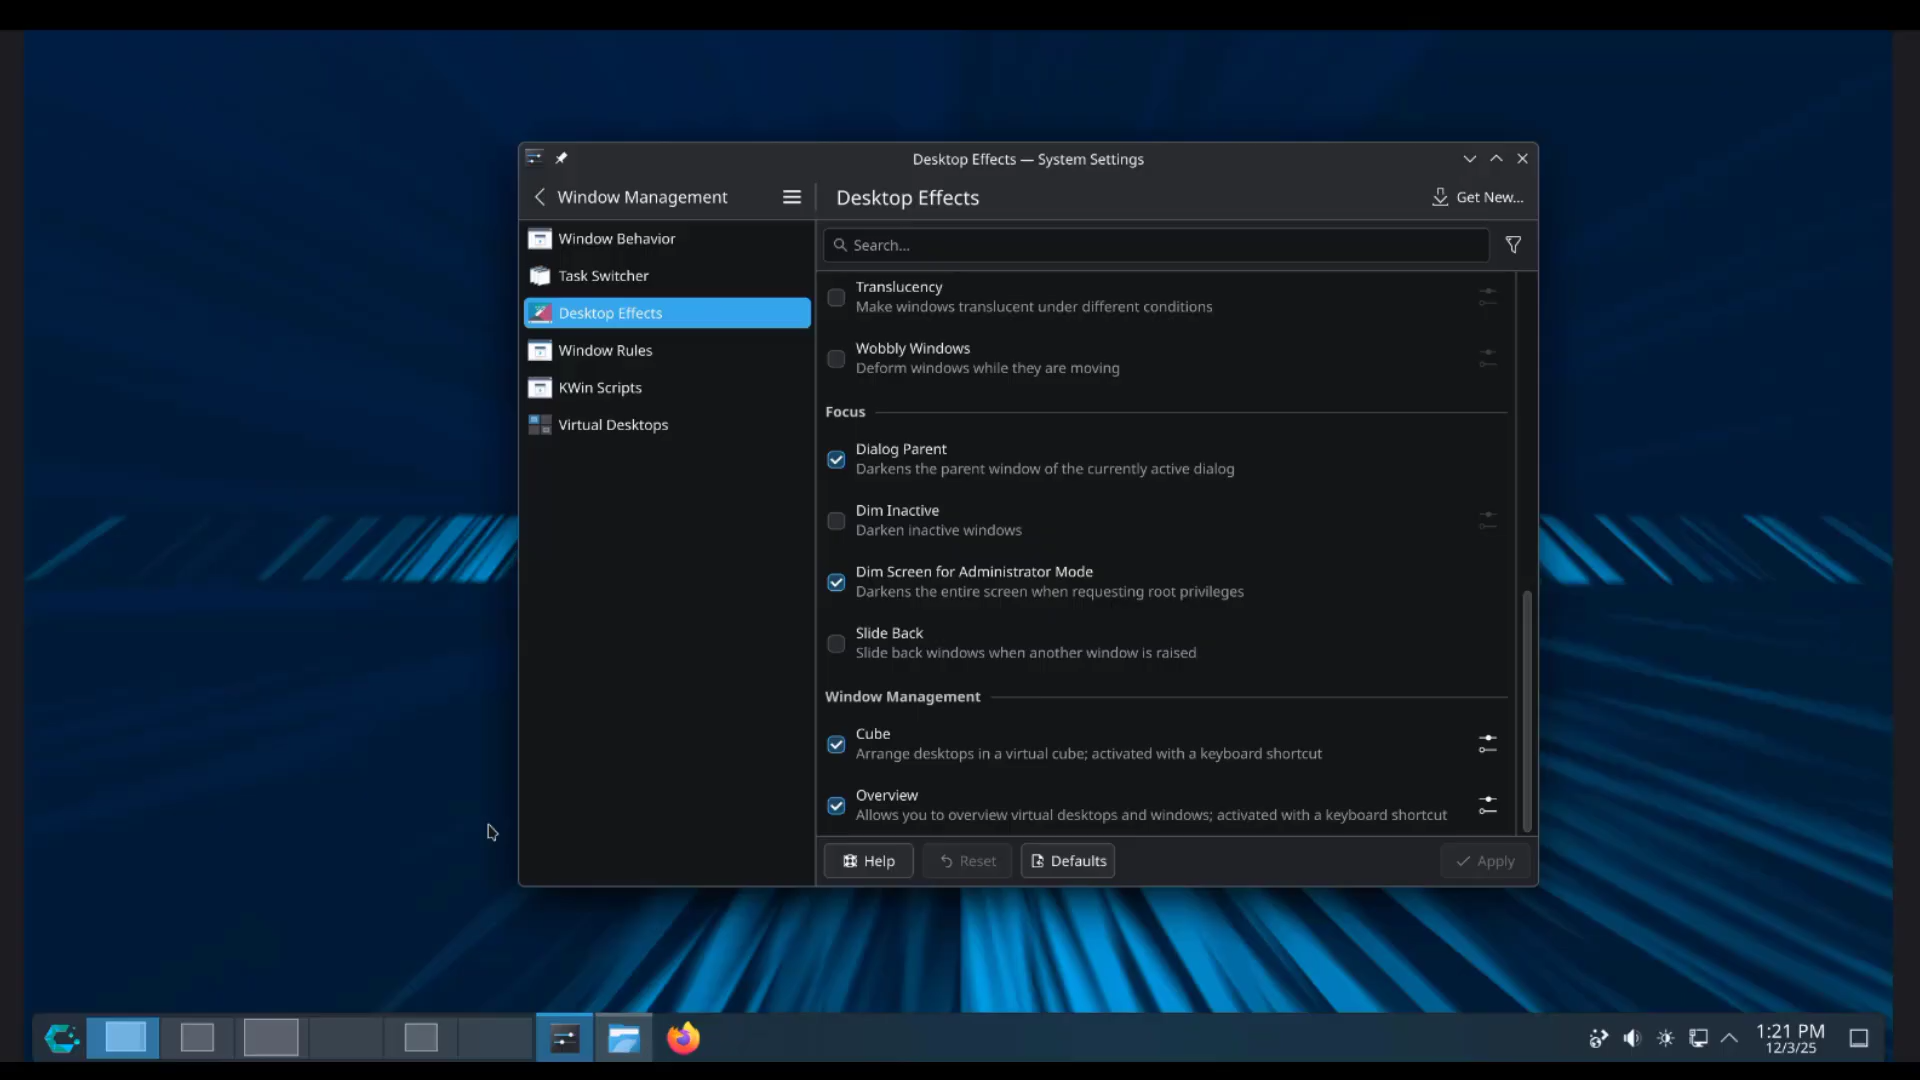 Desktop Effects — System Settings
Window Management
Desktop Effects
Get New...
Window Behavior
Task Switcher
Desktop Effects
Window Rules
KWin Scripts
Virtual Desktops
Search...
Translucency
Make windows translucent under different conditions
Wobbly Windows
Deform windows while they are moving
Focus
Dialog Parent
Darkens the parent window of the currently active dialog
Dim Inactive
Darken inactive windows
Dim Screen for Administrator Mode
Darkens the entire screen when requesting root privileges
Slide Back
Slide back windows when another window is raised
Window Management
Cube
Arrange desktops in a virtual cube; activated with a keyboard shortcut
Overview
Allows you to overview virtual desktops and windows; activated with a keyboard shortcut
Help
Reset
Defaults
Apply
1:21 PM
12/3/25